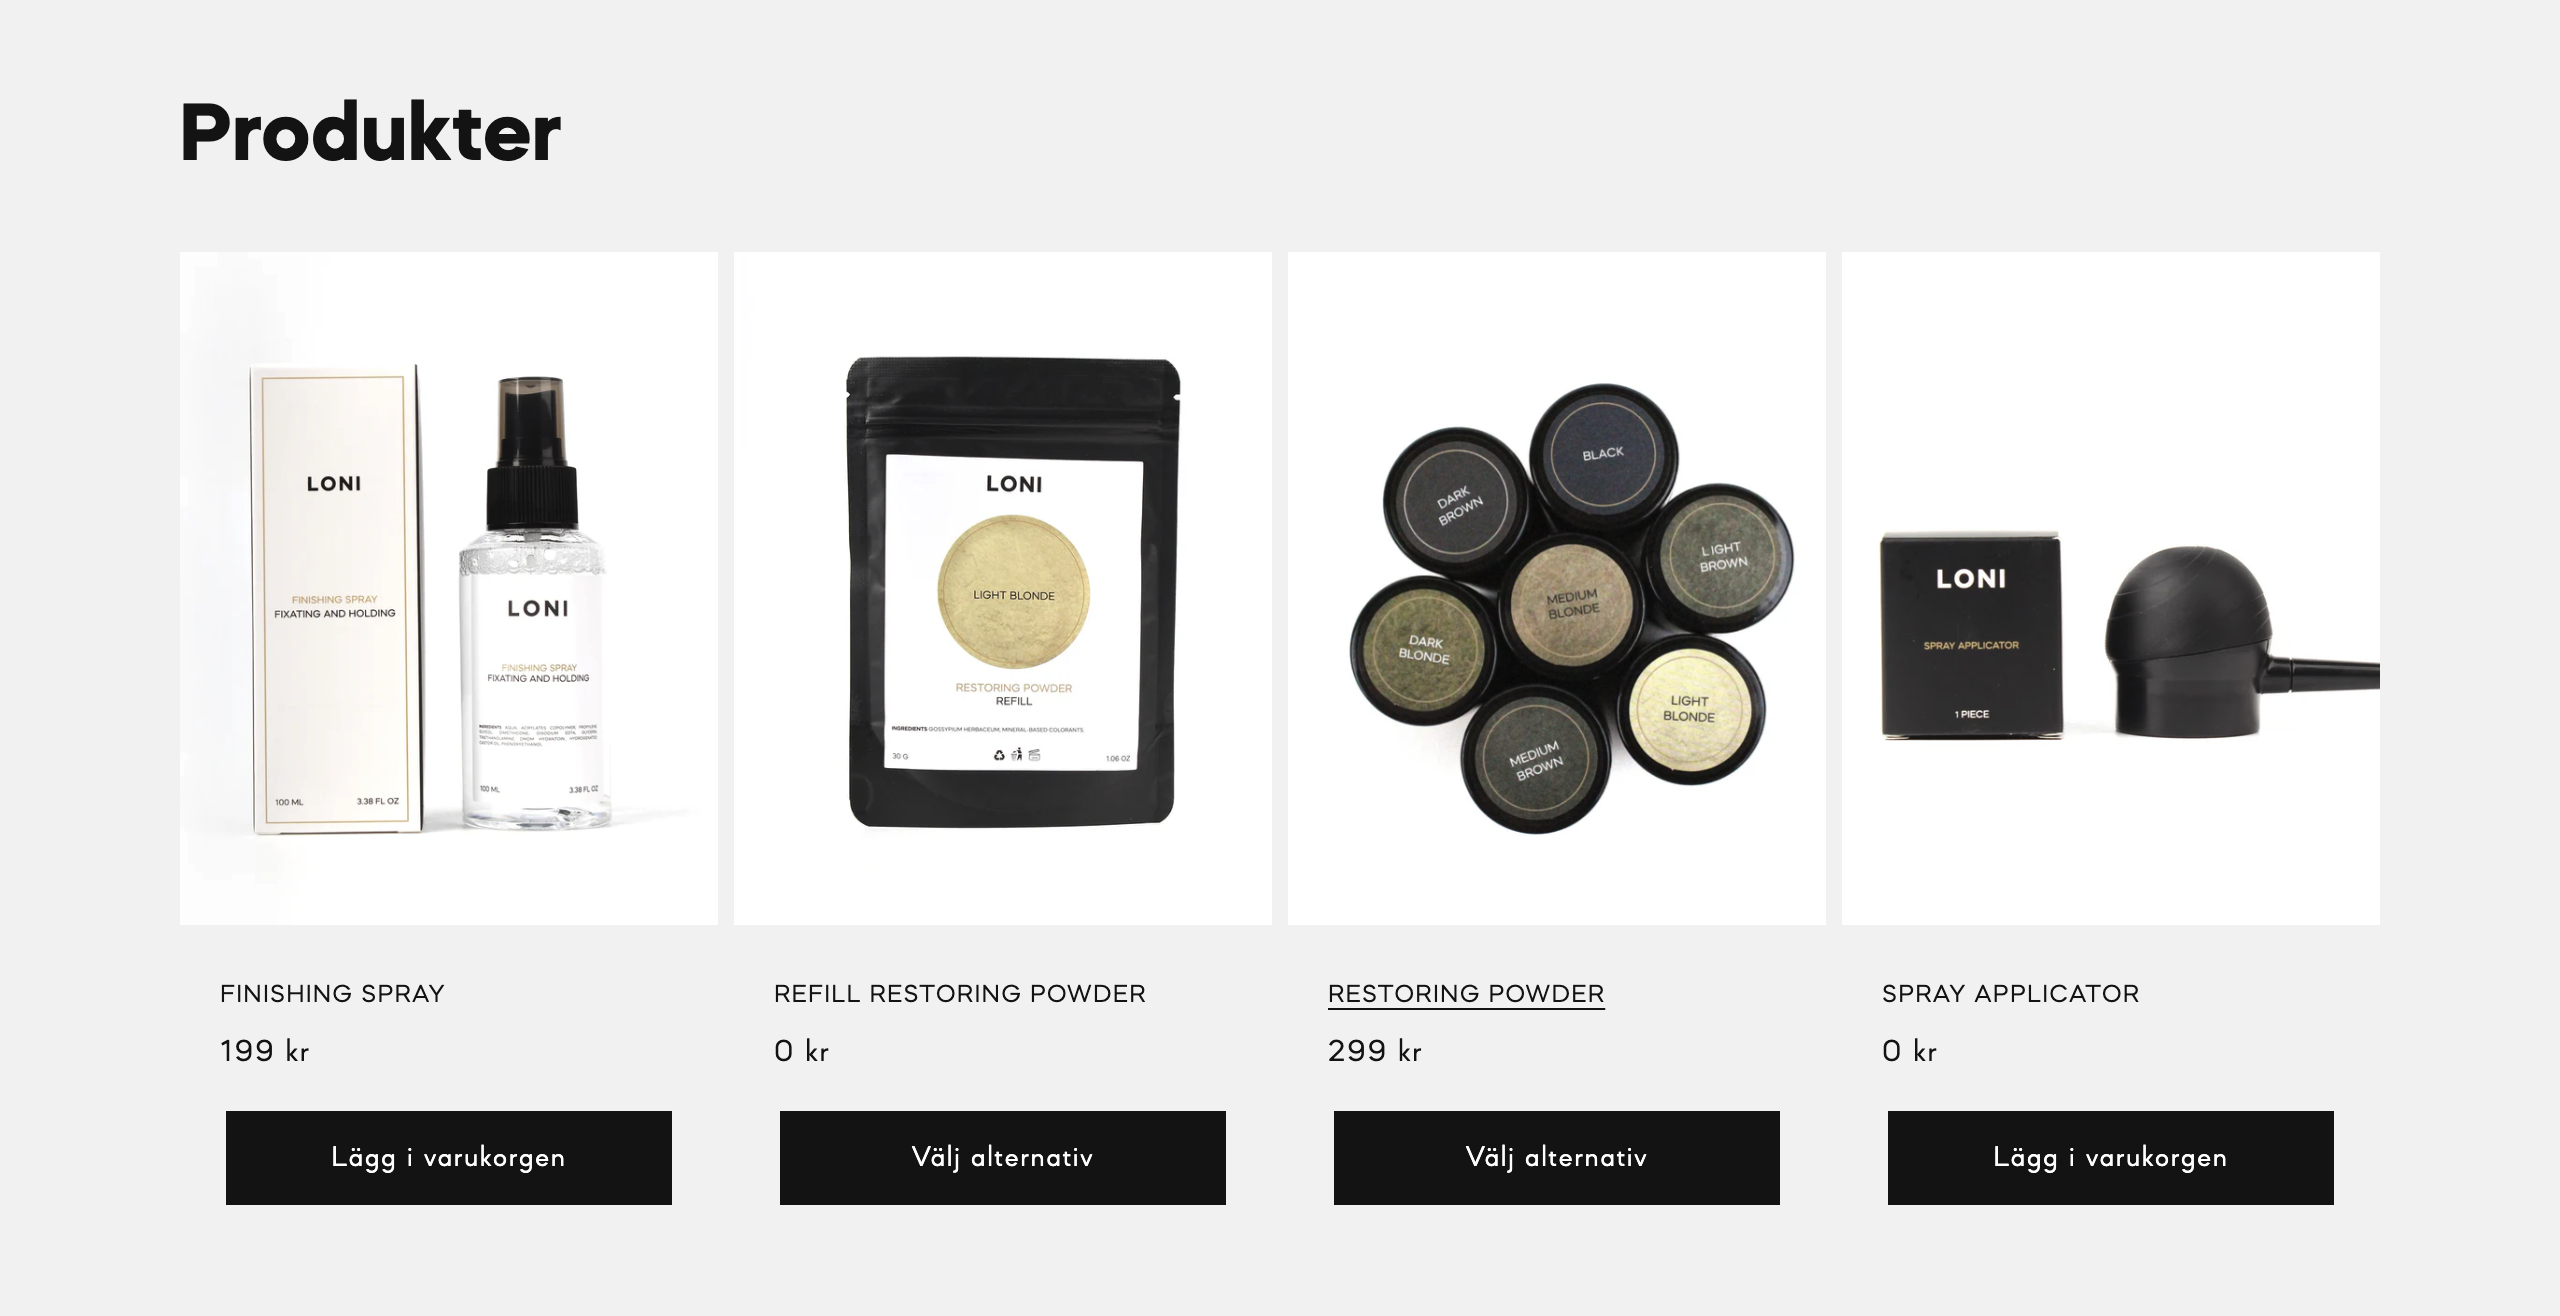 Produkter
LONI
FINISHING SPRAY
FIXATING AND HOLDING
100 ML 3.38 FL OZ
LONI
FINISHING SPRAY
FIXATING AND HOLDING
100 ML 3.38 FL OZ
LONI
LIGHT BLONDE
RESTORING POWDER
REFILL
INGREDIENTS GOSSYPIUM HERBACEUM, MINERAL-BASED COLORANTS
30 G 1.06 OZ
BLACK
DARK
BROWN
LIGHT
BROWN
MEDIUM
BLONDE
DARK
BLONDE
LIGHT
BLONDE
MEDIUM
BROWN
LONI
SPRAY APPLICATOR
1 PIECE
FINISHING SPRAY
199 kr
Lägg i varukorgen
REFILL RESTORING POWDER
0 kr
Välj alternativ
RESTORING POWDER
299 kr
Välj alternativ
SPRAY APPLICATOR
0 kr
Lägg i varukorgen